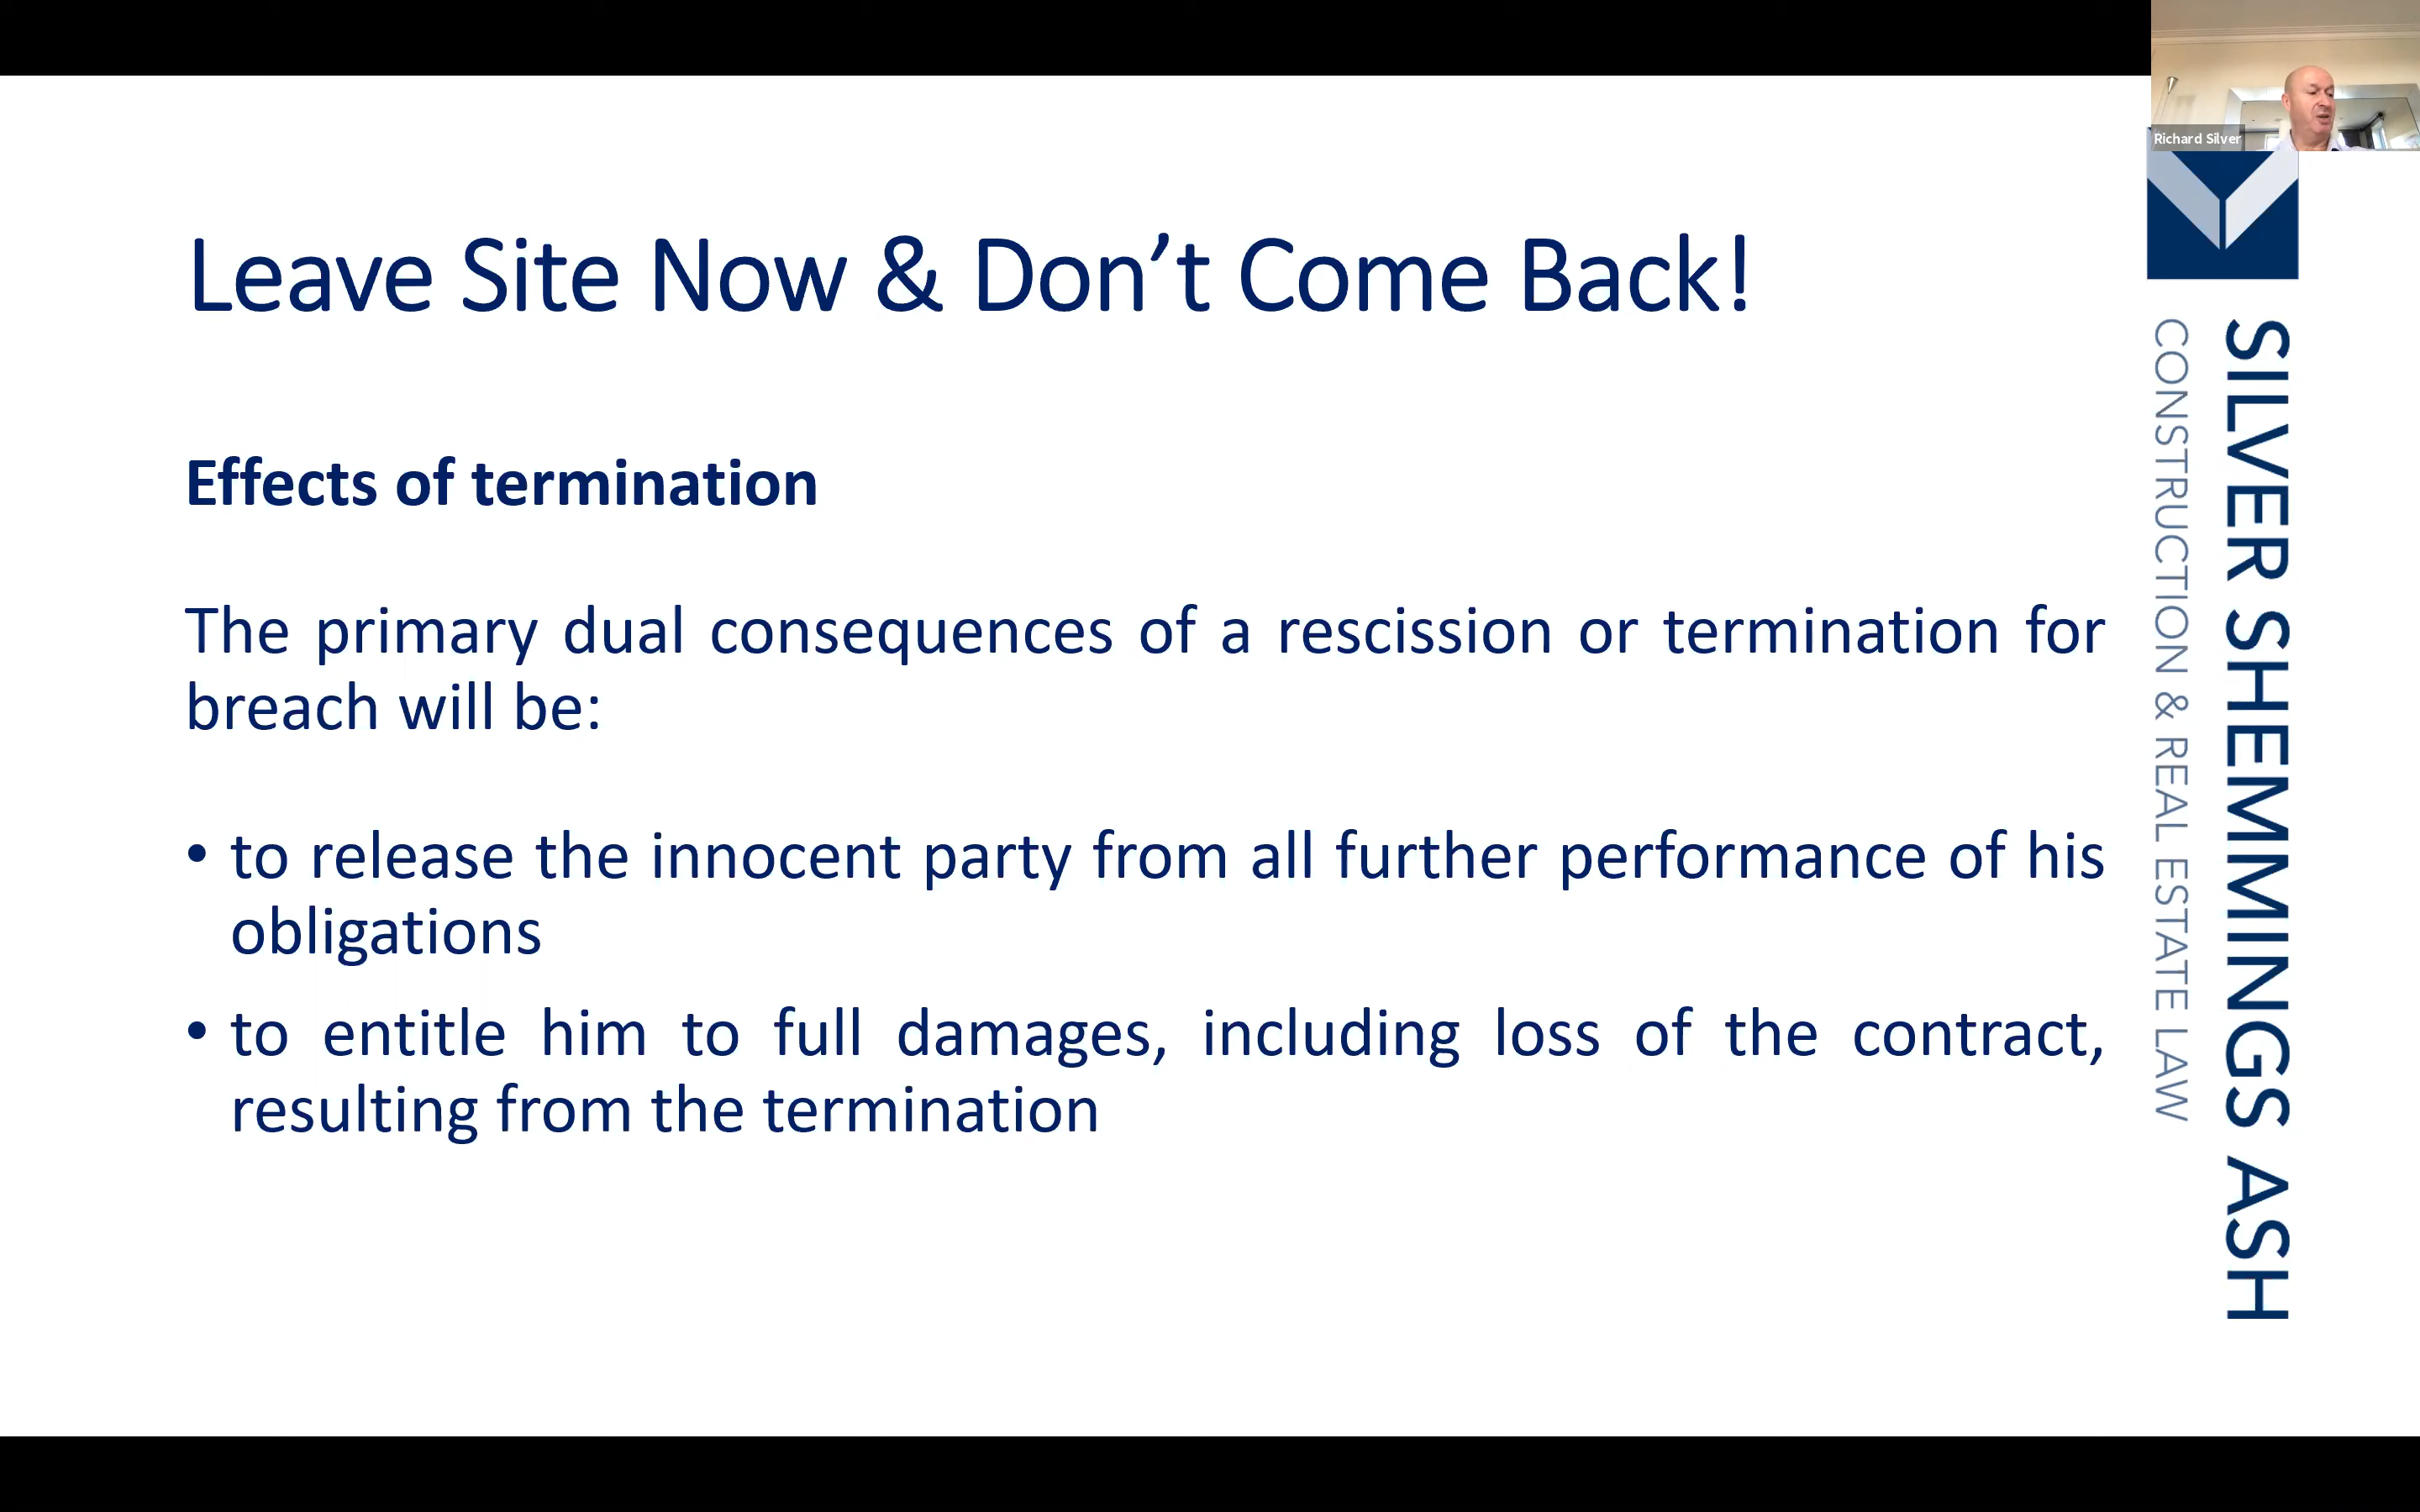 Richard Silver
Leave Site Now & Don’t Come Back!
Effects of termination
The primary dual consequences of a rescission or termination for
breach will be:
• to release the innocent party from all further performance of his
obligations
• to entitle him to full damages, including loss of the contract,
resulting from the termination
SILVER SHEMMINGS ASH
CONSTRUCTION & REAL ESTATE LAW